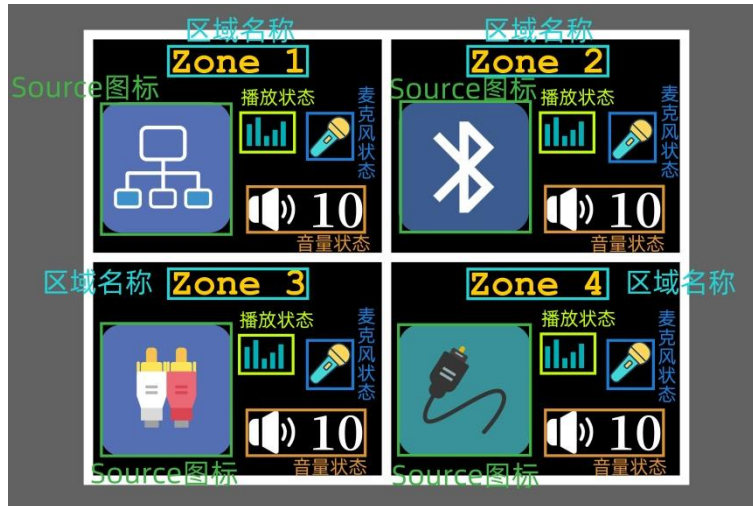 区域名称
区域名称
Zone 1
Zone 2
Source图标
播放状态
麦克风状态
Source图标
播放状态
麦克风状态
10
音量状态
10
音量状态
区域名称
Zone 3
Zone 4
区域名称
播放状态
麦克风状态
播放状态
麦克风状态
10
10
Source图标
音量状态
Source图标
音量状态